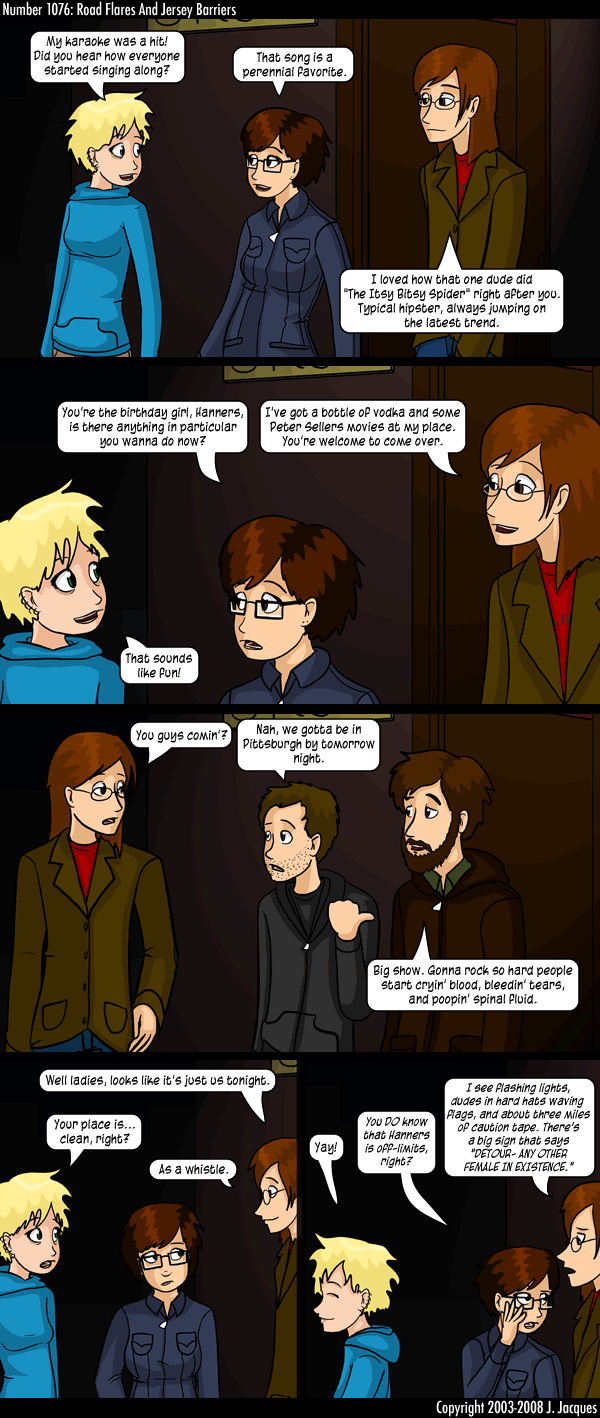 Number 1076: Road Flares And Jersey Barriers
My karaoke was a hit!
Did you hear how everyone
started singing along?
That song is a
perennial favorite.
I loved how that one dude did
"The Itsy Bitsy Spider" right after you.
Typical hipster, always jumping on
the latest trend.
You're the birthday girl, Hanners,
is there anything in particular
you wanna do now?
I've got a bottle of vodka and some
Peter Sellers movies at my place.
You're welcome to come over.
That sounds
like fun!
You guys comin'?
Nah, we gotta be in
Pittsburgh by tomorrow
night.
Big show. Gonna rock so hard people
start cryin' blood, bleedin' tears,
and poopin' spinal fluid.
Well ladies, looks like it's just us tonight.
Your place is...
clean, right?
As a whistle.
Yay!
You DO know
that Hanners
is off-limits,
right?
I see flashing lights,
dudes in hard hats waving
flags, and about three miles
of caution tape. There's
a big sign that says
"DETOUR- ANY OTHER
FEMALE IN EXISTENCE."
Copyright 2003-2008 J. Jacques